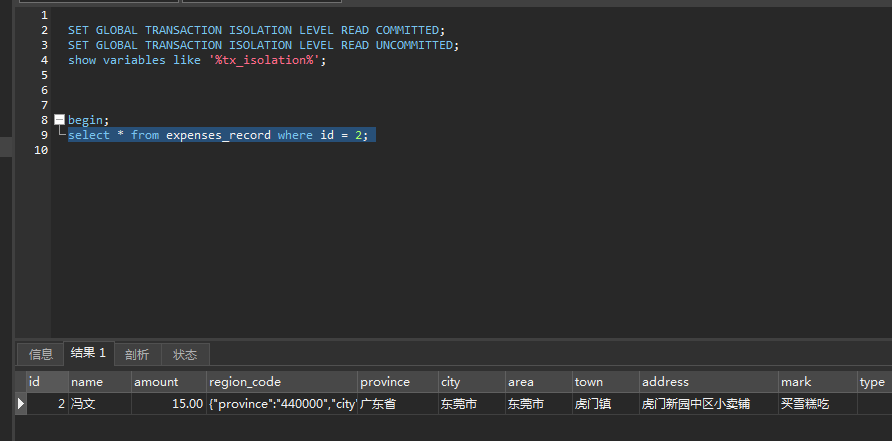 1
2 SET GLOBAL TRANSACTION ISOLATION LEVEL READ COMMITTED;
3 SET GLOBAL TRANSACTION ISOLATION LEVEL READ UNCOMMITTED;
4 show variables like '%tx_isolation%';
5
6
7
8 begin;
9 select * from expenses_record where id = 2;
10
信息 结果 1 剖析 状态
id name amount region_code province city area town address mark type
2 冯文 15.00 {"province":"440000","city" 广东省 东莞市 东莞市 虎门镇 虎门新园中区小卖铺 买雪糕吃